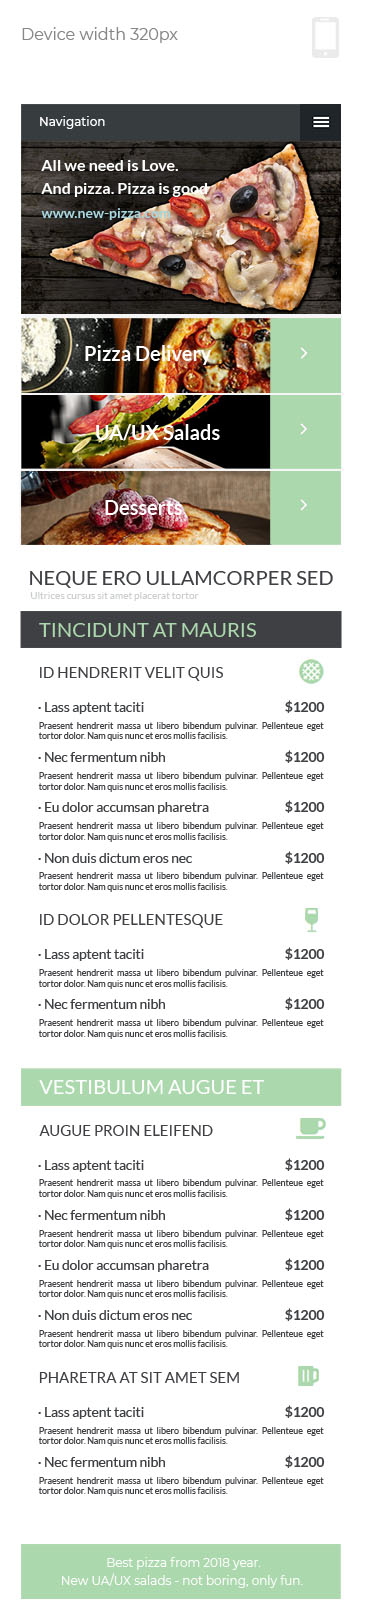 Device width 320px
Navigation
All we need is Love.
And pizza. Pizza is good
www.new-pizza.com
Pizza Delivery
UA/UX Salads
Desserts
NEQUE ERO ULLAMCORPER SED
Ultrices cursus sit amet placerat tortor
TINCIDUNT AT MAURIS
ID HENDRERIT VELIT QUIS
· Lass aptent taciti $1200
Praesent hendrerit massa ut libero bibendum pulvinar. Pellenteue eget
tortor dolor. Nam quis nunc et eros mollis facilisis.
· Nec fermentum nibh $1200
Praesent hendrerit massa ut libero bibendum pulvinar. Pellenteue eget
tortor dolor. Nam quis nunc et eros mollis facilisis.
· Eu dolor accumsan pharetra $1200
Praesent hendrerit massa ut libero bibendum pulvinar. Pellenteue eget
tortor dolor. Nam quis nunc et eros mollis facilisis.
· Non duis dictum eros nec $1200
Praesent hendrerit massa ut libero bibendum pulvinar. Pellenteue eget
tortor dolor. Nam quis nunc et eros mollis facilisis.
ID DOLOR PELLENTESQUE
· Lass aptent taciti $1200
Praesent hendrerit massa ut libero bibendum pulvinar. Pellenteue eget
tortor dolor. Nam quis nunc et eros mollis facilisis.
· Nec fermentum nibh $1200
Praesent hendrerit massa ut libero bibendum pulvinar. Pellenteue eget
tortor dolor. Nam quis nunc et eros mollis facilisis.
VESTIBULUM AUGUE ET
AUGUE PROIN ELEIFEND
· Lass aptent taciti $1200
Praesent hendrerit massa ut libero bibendum pulvinar. Pellenteue eget
tortor dolor. Nam quis nunc et eros mollis facilisis.
· Nec fermentum nibh $1200
Praesent hendrerit massa ut libero bibendum pulvinar. Pellenteue eget
tortor dolor. Nam quis nunc et eros mollis facilisis.
· Eu dolor accumsan pharetra $1200
Praesent hendrerit massa ut libero bibendum pulvinar. Pellenteue eget
tortor dolor. Nam quis nunc et eros mollis facilisis.
· Non duis dictum eros nec $1200
Praesent hendrerit massa ut libero bibendum pulvinar. Pellenteue eget
tortor dolor. Nam quis nunc et eros mollis facilisis.
PHARETRA AT SIT AMET SEM
· Lass aptent taciti $1200
Praesent hendrerit massa ut libero bibendum pulvinar. Pellenteue eget
tortor dolor. Nam quis nunc et eros mollis facilisis.
· Nec fermentum nibh $1200
Praesent hendrerit massa ut libero bibendum pulvinar. Pellenteue eget
tortor dolor. Nam quis nunc et eros mollis facilisis.
Best pizza from 2018 year.
New UA/UX salads - not boring, only fun.